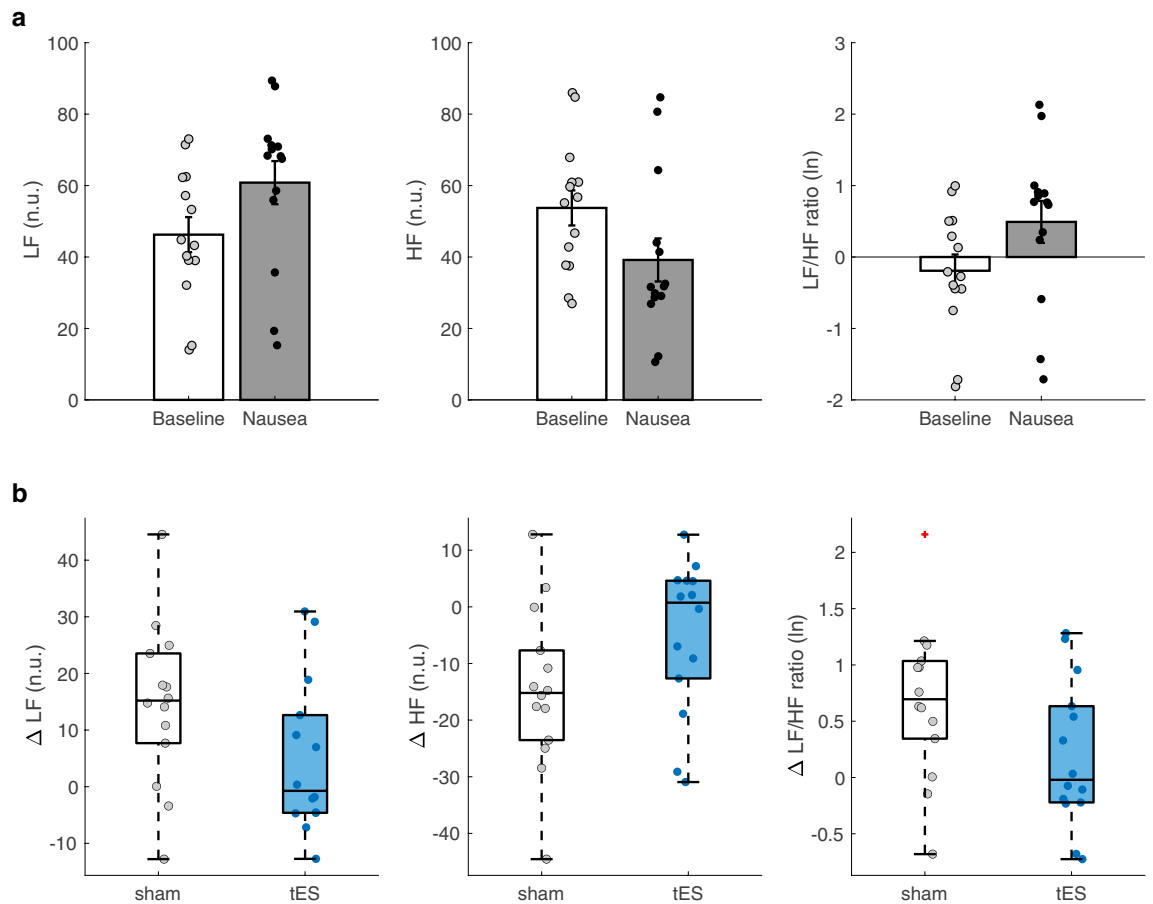 a
LF (n.u.)
100
80
60
40
20
0
Baseline Nausea
HF (n.u.)
100
80
60
40
20
0
Baseline Nausea
LF/HF ratio (ln)
3
2
1
0
-1
-2
Baseline Nausea
b
Δ LF (n.u.)
40
30
20
10
0
-10
sham tES
Δ HF (n.u.)
10
0
-10
-20
-30
-40
sham tES
Δ LF/HF ratio (ln)
2
1.5
1
0.5
0
-0.5
sham tES